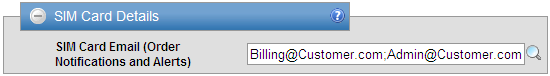 SIM Card Details
SIM Card Email (Order
Notifications and Alerts)
Billing@Customer.com;Admin@Customer.com